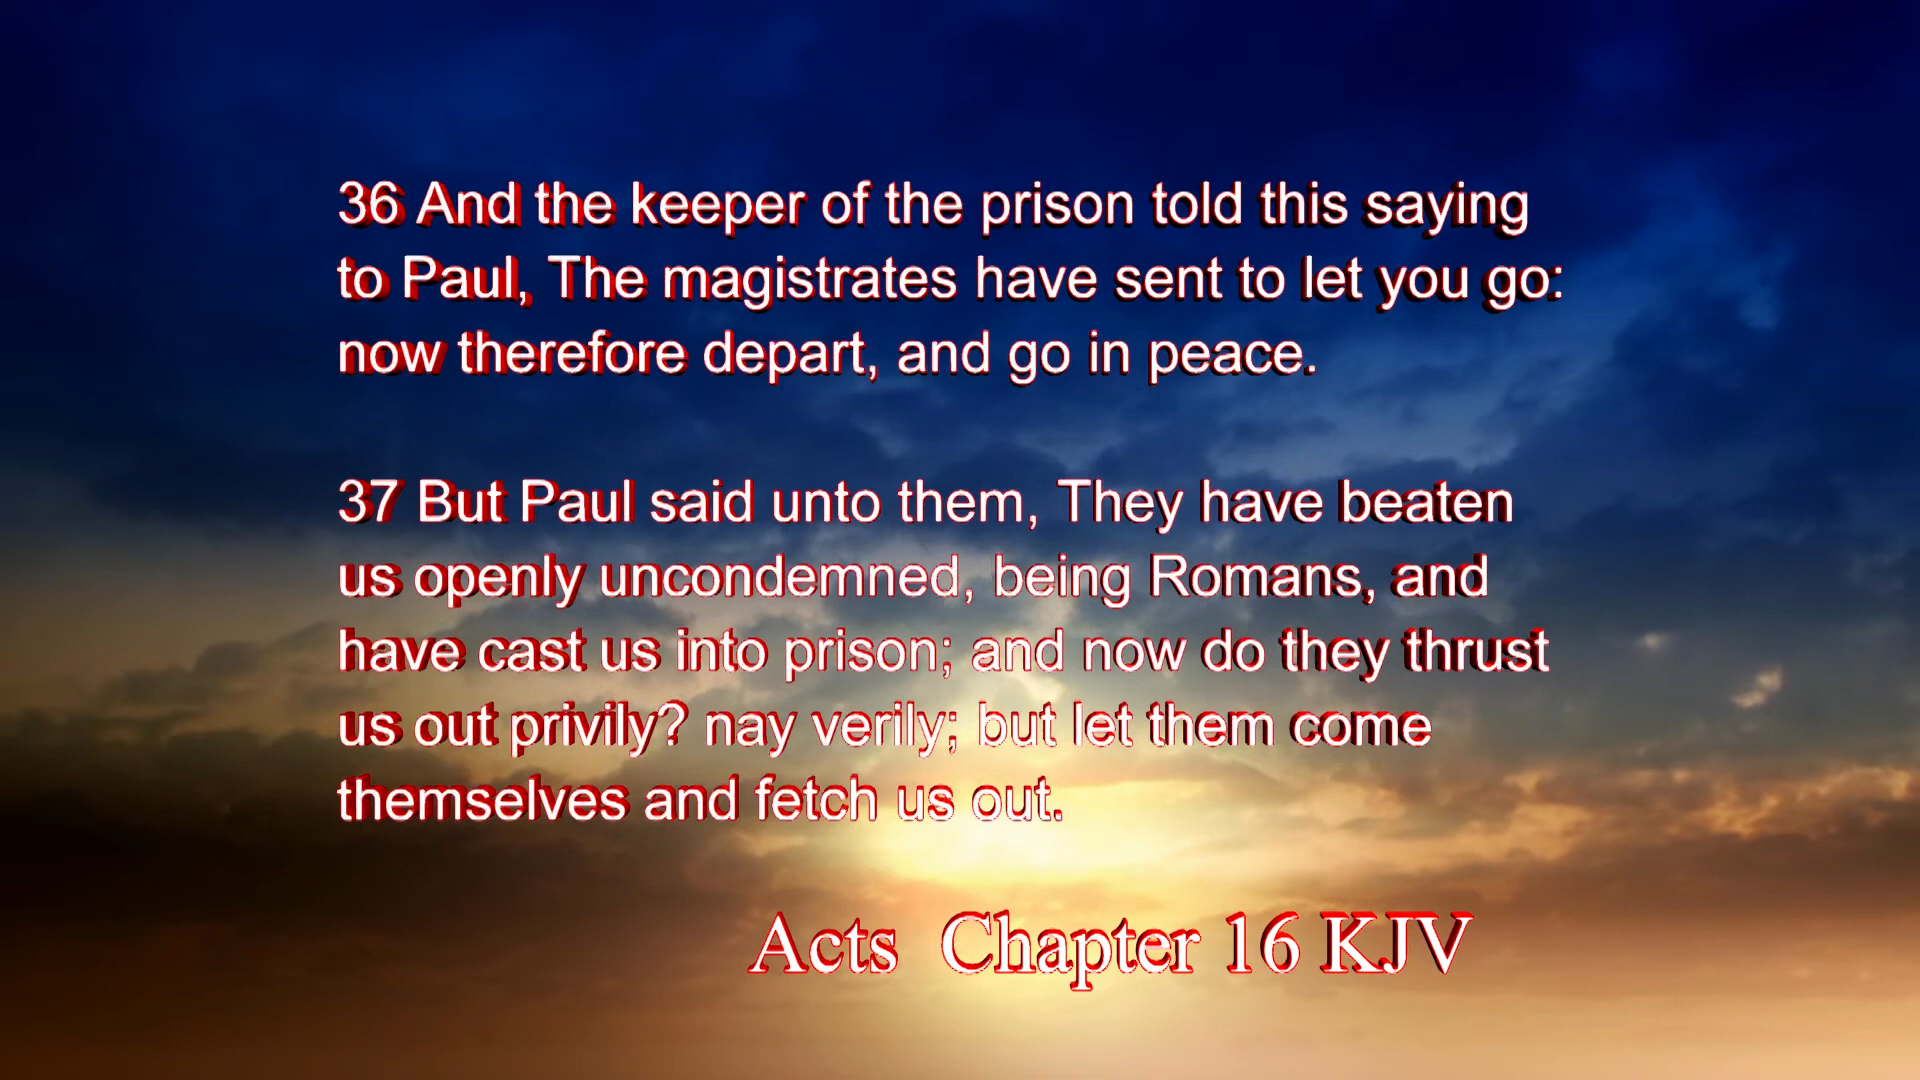 36 And the keeper of the prison told this saying
to Paul, The magistrates have sent to let you go:
now therefore depart, and go in peace.
37 But Paul said unto them, They have beaten
us openly uncondemned, being Romans, and
have cast us into prison; and now do they thrust
us out privily? nay verily; but let them come
themselves and fetch us out.
Acts  Chapter 16 KJV